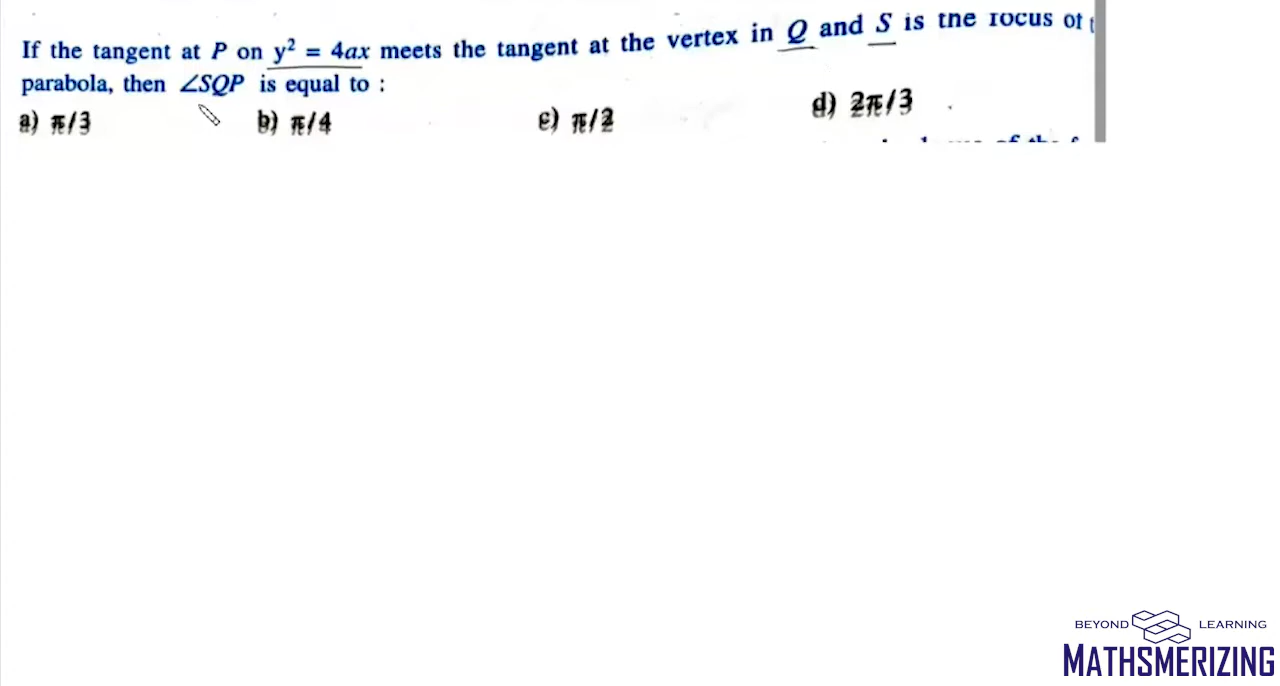 If the tangent at P on y² = 4ax meets the tangent at the vertex in Q and S is the focus of
parabola, then ∠SQP is equal to :
a) π/3 b) π/4 c) π/2 d) 2π/3
BEYOND LEARNING
MATHSMERIZING